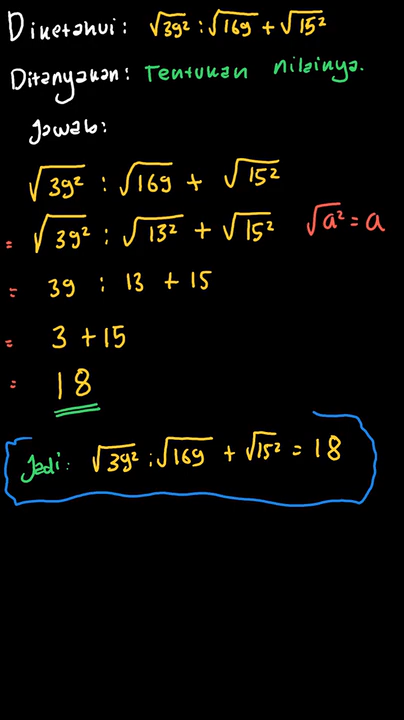 Diketahui: √39² : √169 + √15²
Ditanyakan: Tentukan nilainya.
Jawab:
√39² : √169 + √15²
= √39² : √13² + √15² √a² = a
= 39 : 13 + 15
= 3 + 15
= 18
Jadi: √39² : √169 + √15² = 18